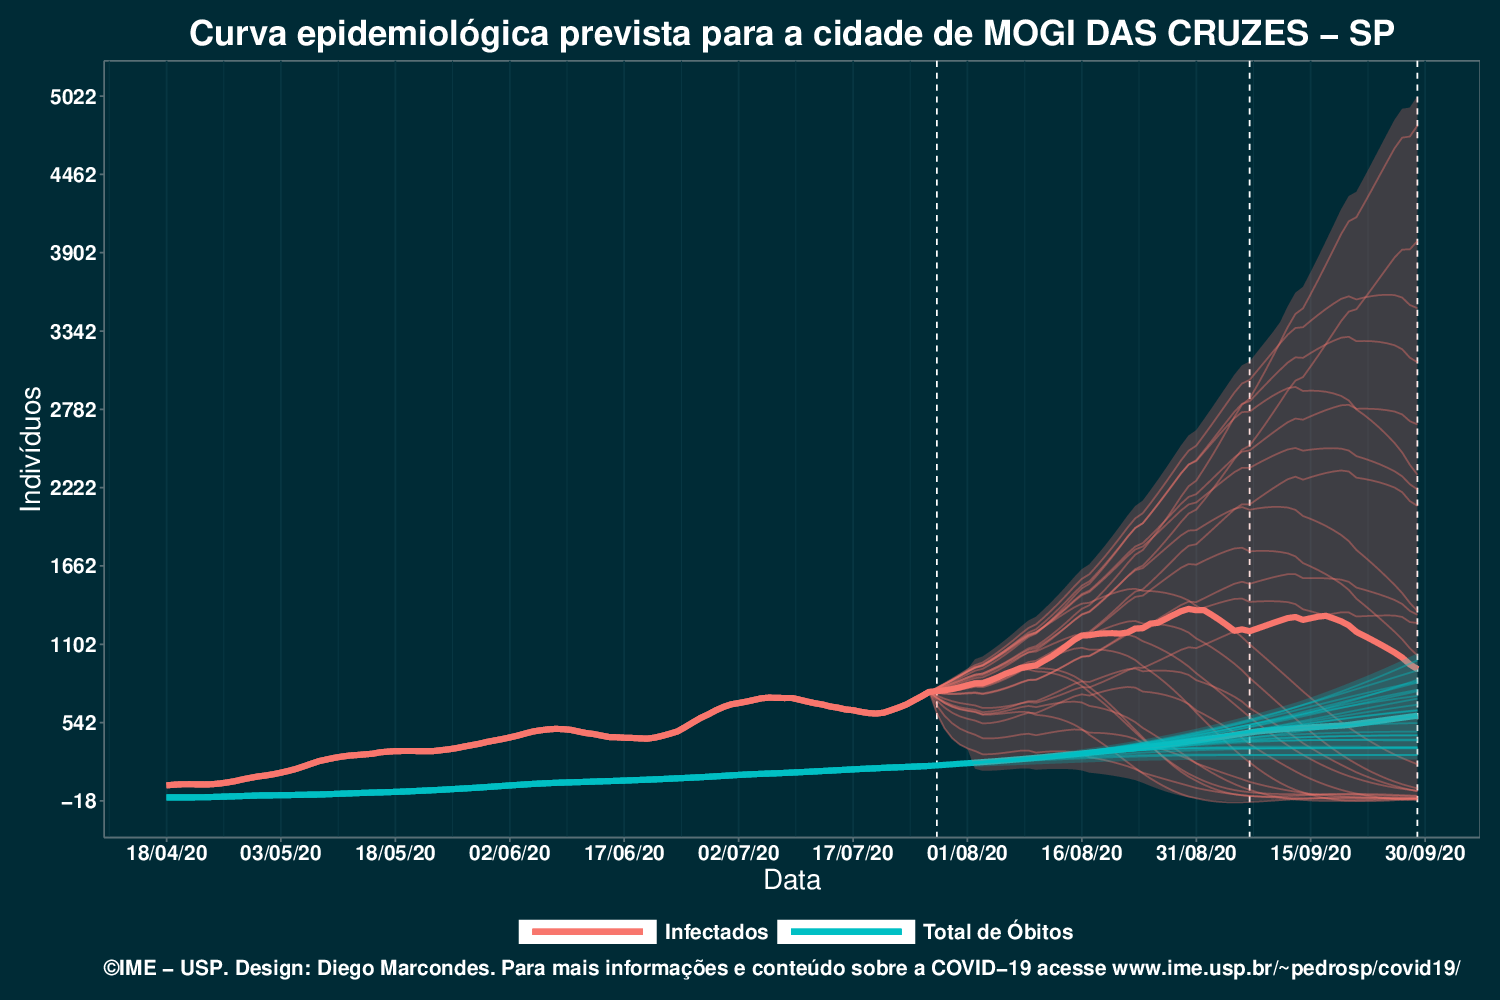 Curva epidemiológica prevista para a cidade de MOGI DAS CRUZES – SP
5022
4462
3902
3342
2782
2222
1662
1102
542
−18
Indivíduos
18/04/20 03/05/20 18/05/20 02/06/20 17/06/20 02/07/20 17/07/20 01/08/20 16/08/20 31/08/20 15/09/20 30/09/20
Data
Infectados Total de Óbitos
©IME – USP. Design: Diego Marcondes. Para mais informações e conteúdo sobre a COVID−19 acesse www.ime.usp.br/~pedrosp/covid19/